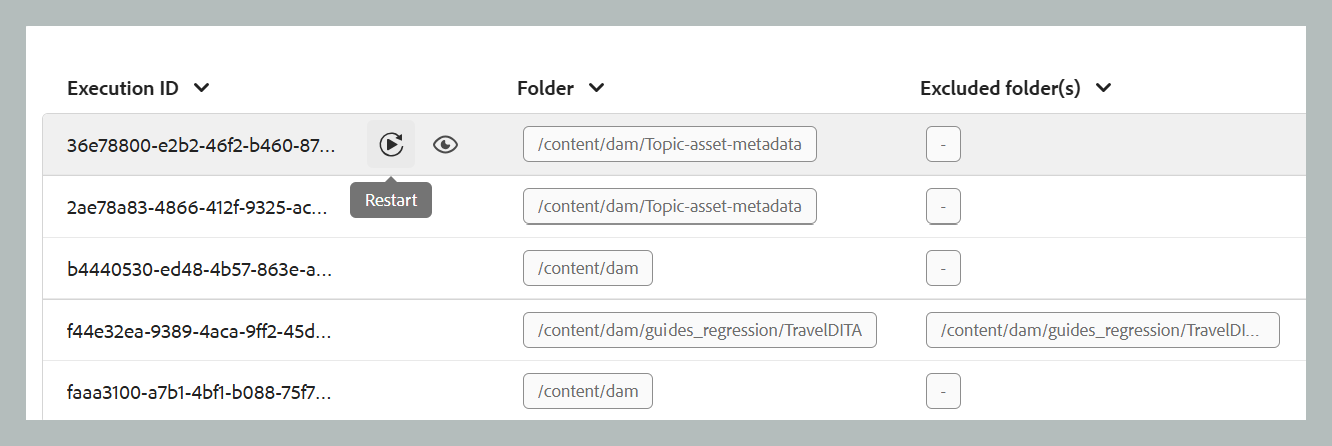 Execution ID Folder Excluded folder(s)
36e78800-e2b2-46f2-b460-87... /content/dam/Topic-asset-metadata -
Restart
2ae78a83-4866-412f-9325-ac... /content/dam/Topic-asset-metadata -
b4440530-ed48-4b57-863e-a... /content/dam -
f44e32ea-9389-4aca-9ff2-45d... /content/dam/guides_regression/TravelDITA /content/dam/guides_regression/TravelDI...
faaa3100-a7b1-4bf1-b088-75f7... /content/dam -